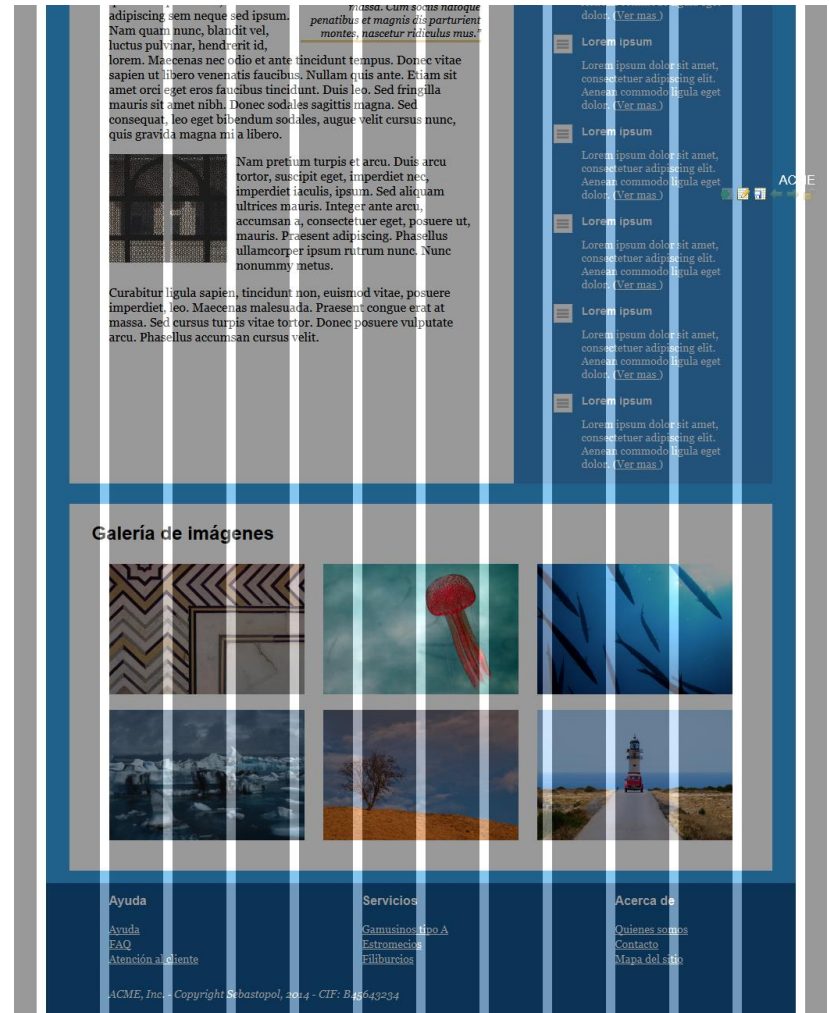 adipiscing sem neque sed ipsum.
Nam quam nunc, blandit vel,
luctus pulvinar, hendrerit id,
lorem. Maecenas nec odio et ante tincidunt tempus. Donec vitae
sapien ut libero venenatis faucibus. Nullam quis ante. Etiam sit
amet orci eget eros faucibus tincidunt. Duis leo. Sed fringilla
mauris sit amet nibh. Donec sodales sagittis magna. Sed
consequat, leo eget bibendum sodales, augue velit cursus nunc,
quis gravida magna mi a libero.
massa. Cum sociis natoque
penatibus et magnis dis parturient
montes, nascetur ridiculus mus."
Nam pretium turpis et arcu. Duis arcu
tortor, suscipit eget, imperdiet nec,
imperdiet iaculis, ipsum. Sed aliquam
ultrices mauris. Integer ante arcu,
accumsan a, consectetuer eget, posuere ut,
mauris. Praesent adipiscing. Phasellus
ullamcorper ipsum rutrum nunc. Nunc
nonummy metus.
Curabitur ligula sapien, tincidunt non, euismod vitae, posuere
imperdiet, leo. Maecenas malesuada. Praesent congue erat at
massa. Sed cursus turpis vitae tortor. Donec posuere vulputate
arcu. Phasellus accumsan cursus velit.
dolor. (Ver mas )
Lorem ipsum
Lorem ipsum dolor sit amet,
consectetuer adipiscing elit.
Aenean commodo ligula eget
dolor. (Ver mas )
Lorem ipsum
Lorem ipsum dolor sit amet,
consectetuer adipiscing elit.
Aenean commodo ligula eget
dolor. (Ver mas )
Lorem ipsum
Lorem ipsum dolor sit amet,
consectetuer adipiscing elit.
Aenean commodo ligula eget
dolor. (Ver mas )
Lorem ipsum
Lorem ipsum dolor sit amet,
consectetuer adipiscing elit.
Aenean commodo ligula eget
dolor. (Ver mas )
Lorem ipsum
Lorem ipsum dolor sit amet,
consectetuer adipiscing elit.
Aenean commodo ligula eget
dolor. (Ver mas )
ACME
Galería de imágenes
Ayuda
Ayuda
FAQ
Atención al cliente
Servicios
Gamusinos tipo A
Estromecios
Filiburcios
Acerca de
Quienes somos
Contacto
Mapa del sitio
ACME, Inc. - Copyright Sebastopol, 2014 - CIF: B45643234